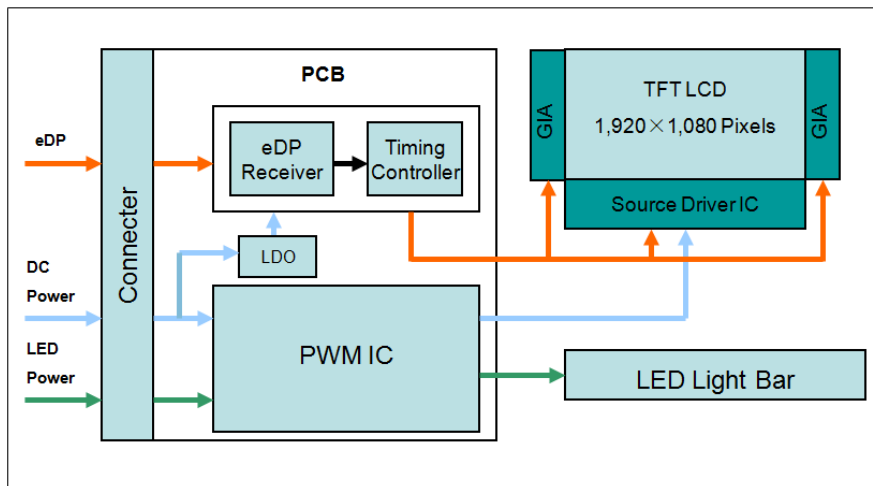 PCB
eDP
Connecter
eDP
Receiver
Timing
Controller
LDO
DC
Power
LED
Power
PWM IC
GIA
TFT LCD
1,920×1,080 Pixels
GIA
Source Driver IC
LED Light Bar